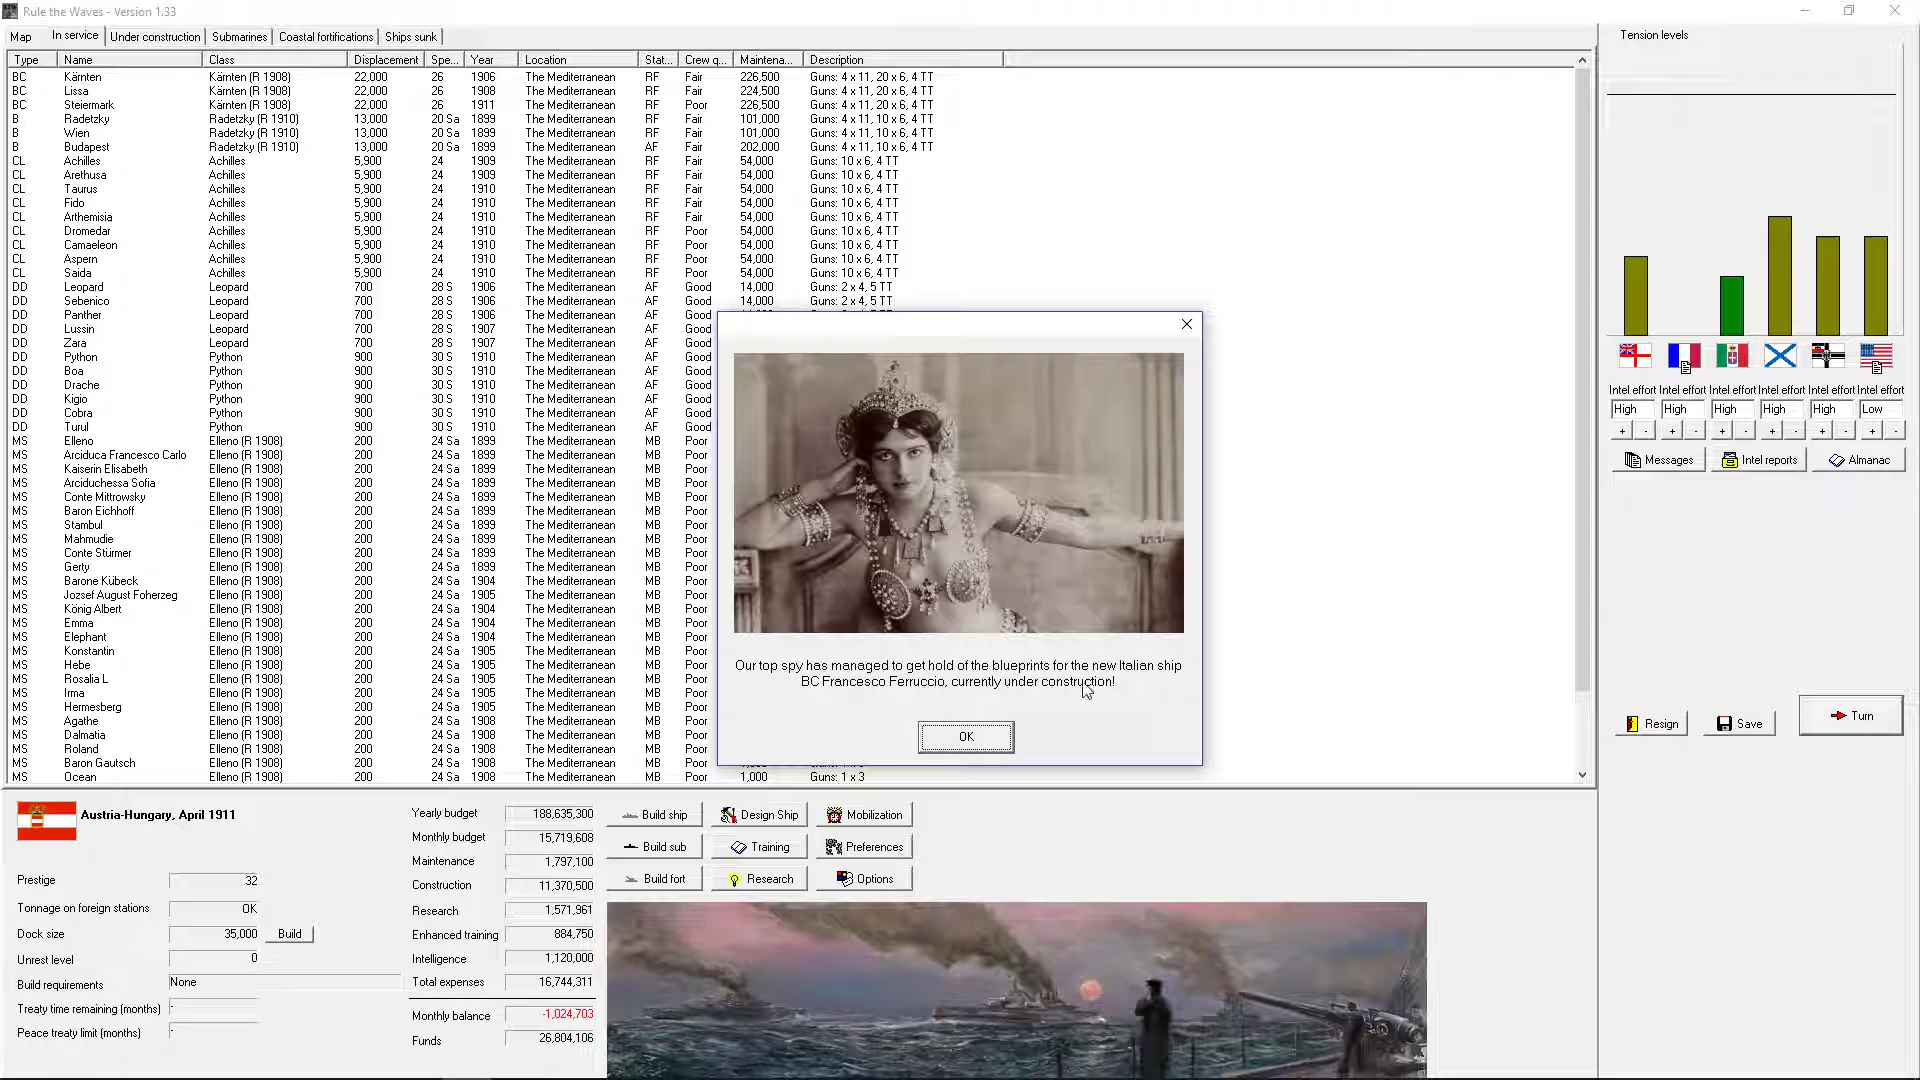 Rule the Waves - Version 1.33
Map In service Under construction Submarines Coastal fortifications Ships sunk
Type Name Class Displacement Spe... Year Location Stat... Crew q... Maintena... Description
BC Kärnten Kärnten (R 1908) 22,000 26 1906 The Mediterranean RF Fair 226,500 Guns: 4 x 11, 20 x 6, 4 TT
BC Lissa Kärnten (R 1908) 22,000 26 1908 The Mediterranean RF Fair 224,500 Guns: 4 x 11, 20 x 6, 4 TT
BC Steiermark Kärnten (R 1908) 22,000 26 1911 The Mediterranean RF Poor 226,500 Guns: 4 x 11, 20 x 6, 4 TT
B Radetzky Radetzky (R 1910) 13,000 20 Sa 1899 The Mediterranean RF Fair 101,000 Guns: 4 x 11, 10 x 6, 4 TT
B Wien Radetzky (R 1910) 13,000 20 Sa 1899 The Mediterranean RF Fair 101,000 Guns: 4 x 11, 10 x 6, 4 TT
B Budapest Radetzky (R 1910) 13,000 20 Sa 1899 The Mediterranean AF Fair 202,000 Guns: 4 x 11, 10 x 6, 4 TT
CL Achilles Achilles 5,900 24 1909 The Mediterranean RF Fair 54,000 Guns: 10 x 6, 4 TT
CL Arethusa Achilles 5,900 24 1909 The Mediterranean RF Fair 54,000 Guns: 10 x 6, 4 TT
CL Taurus Achilles 5,900 24 1910 The Mediterranean RF Fair 54,000 Guns: 10 x 6, 4 TT
CL Fido Achilles 5,900 24 1910 The Mediterranean RF Fair 54,000 Guns: 10 x 6, 4 TT
CL Arthemisia Achilles 5,900 24 1910 The Mediterranean RF Fair 54,000 Guns: 10 x 6, 4 TT
CL Dromedar Achilles 5,900 24 1910 The Mediterranean RF Poor 54,000 Guns: 10 x 6, 4 TT
CL Camaeleon Achilles 5,900 24 1910 The Mediterranean RF Poor 54,000 Guns: 10 x 6, 4 TT
CL Aspern Achilles 5,900 24 1910 The Mediterranean RF Poor 54,000 Guns: 10 x 6, 4 TT
CL Saida Achilles 5,900 24 1910 The Mediterranean RF Poor 54,000 Guns: 10 x 6, 4 TT
DD Leopard Leopard 700 28 S 1906 The Mediterranean AF Good 14,000 Guns: 2 x 4, 5 TT
DD Sebenico Leopard 700 28 S 1906 The Mediterranean AF Good 14,000 Guns: 2 x 4, 5 TT
DD Panther Leopard 700 28 S 1906 The Mediterranean AF Good
DD Lussin Leopard 700 28 S 1907 The Mediterranean AF Good
DD Zara Leopard 700 28 S 1907 The Mediterranean AF Good
DD Python Python 900 30 S 1910 The Mediterranean AF Good
DD Boa Python 900 30 S 1910 The Mediterranean AF Good
DD Drache Python 900 30 S 1910 The Mediterranean AF Good
DD Kigio Python 900 30 S 1910 The Mediterranean AF Good
DD Cobra Python 900 30 S 1910 The Mediterranean AF Good
DD Turul Python 900 30 S 1910 The Mediterranean AF Good
MS Elleno Elleno (R 1908) 200 24 Sa 1899 The Mediterranean MB Poor
MS Arciduca Francesco Carlo Elleno (R 1908) 200 24 Sa 1899 The Mediterranean MB Poor
MS Kaiserin Elisabeth Elleno (R 1908) 200 24 Sa 1899 The Mediterranean MB Poor
MS Arciduchessa Sofia Elleno (R 1908) 200 24 Sa 1899 The Mediterranean MB Poor
MS Conte Mittrowsky Elleno (R 1908) 200 24 Sa 1899 The Mediterranean MB Poor
MS Baron Eichhoff Elleno (R 1908) 200 24 Sa 1899 The Mediterranean MB Poor
MS Stambul Elleno (R 1908) 200 24 Sa 1899 The Mediterranean MB Poor
MS Mahmudie Elleno (R 1908) 200 24 Sa 1899 The Mediterranean MB Poor
MS Conte Stürmer Elleno (R 1908) 200 24 Sa 1899 The Mediterranean MB Poor
MS Gerty Elleno (R 1908) 200 24 Sa 1899 The Mediterranean MB Poor
MS Barone Kübeck Elleno (R 1908) 200 24 Sa 1904 The Mediterranean MB Poor
MS Jozsef August Foherzeg Elleno (R 1908) 200 24 Sa 1905 The Mediterranean MB Poor
MS König Albert Elleno (R 1908) 200 24 Sa 1904 The Mediterranean MB Poor
MS Emma Elleno (R 1908) 200 24 Sa 1904 The Mediterranean MB Poor
MS Elephant Elleno (R 1908) 200 24 Sa 1904 The Mediterranean MB Poor
MS Konstantin Elleno (R 1908) 200 24 Sa 1905 The Mediterranean MB Poor
MS Hebe Elleno (R 1908) 200 24 Sa 1905 The Mediterranean MB Poor
MS Rosalia L Elleno (R 1908) 200 24 Sa 1905 The Mediterranean MB Poor
MS Irma Elleno (R 1908) 200 24 Sa 1905 The Mediterranean MB Poor
MS Hermesberg Elleno (R 1908) 200 24 Sa 1905 The Mediterranean MB Poor
MS Agathe Elleno (R 1908) 200 24 Sa 1908 The Mediterranean MB Poor
MS Dalmatia Elleno (R 1908) 200 24 Sa 1908 The Mediterranean MB Poor
MS Roland Elleno (R 1908) 200 24 Sa 1908 The Mediterranean MB Poor
MS Baron Gautsch Elleno (R 1908) 200 24 Sa 1908 The Mediterranean MB Poor
MS Ocean Elleno (R 1908) 200 24 Sa 1908 The Mediterranean MB Poor 1,000 Guns: 1 x 3
Our top spy has managed to get hold of the blueprints for the new Italian ship
BC Francesco Ferruccio, currently under construction!
OK
Tension levels
Intel effort Intel effort Intel effort Intel effort Intel effort Intel effort
High High High High High Low
+ - + - + - + - + - + -
Messages Intel reports Almanac
Resign Save Turn
Austria-Hungary, April 1911
Prestige 32
Tonnage on foreign stations OK
Dock size 35,000 Build
Unrest level 0
Build requirements None
Treaty time remaining (months) -
Peace treaty limit (months) -
Yearly budget 188,635,300
Monthly budget 15,719,608
Maintenance 1,797,100
Construction 11,370,500
Research 1,571,961
Enhanced training 884,750
Intelligence 1,120,000
Total expenses 16,744,311
Monthly balance -1,024,703
Funds 26,804,106
Build ship Design Ship Mobilization
Build sub Training Preferences
Build fort Research Options